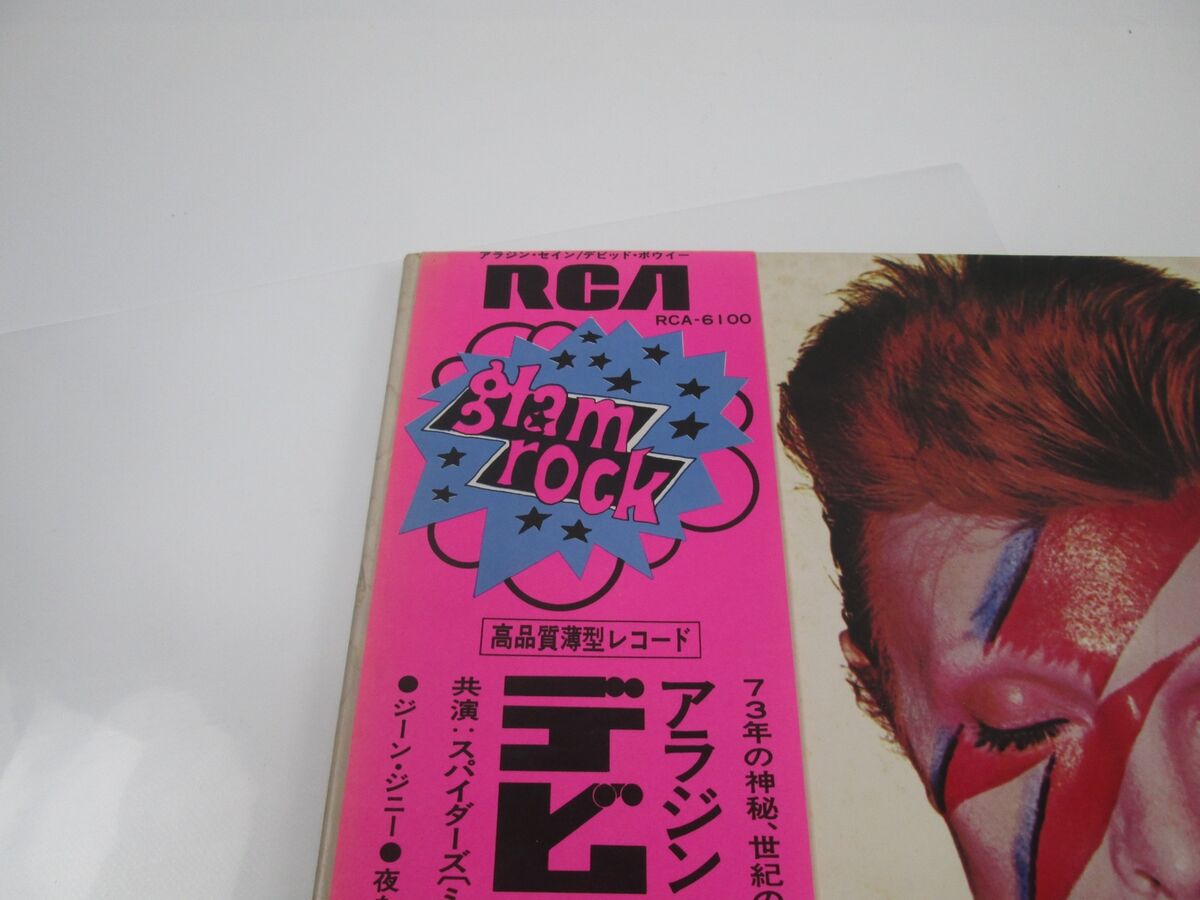 アラジン・セイン/デビッド・ボウイー
RCA
RCA-6100
glam
rock
高品質薄型レコード
73年の神秘、世紀の
アラジン
デビ
共演:スパイダーズ〔ミ
●ジーン・ジニー●夜